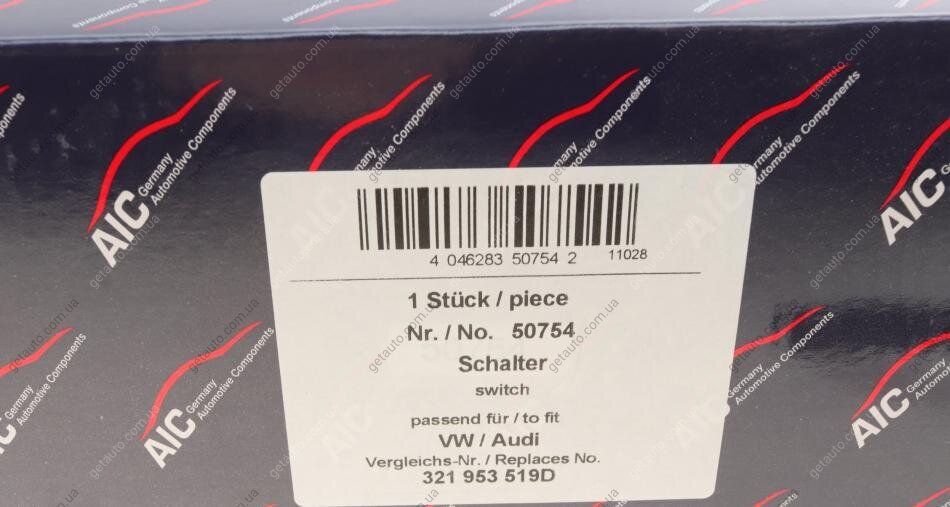 AIC Germany
Automotive Components
4 046283 50754 2 11028
1 Stück / piece
Nr. / No. 50754
Schalter
switch
passend für / to fit
VW / Audi
Vergleichs-Nr. / Replaces No.
321 953 519D
getauto.com.ua